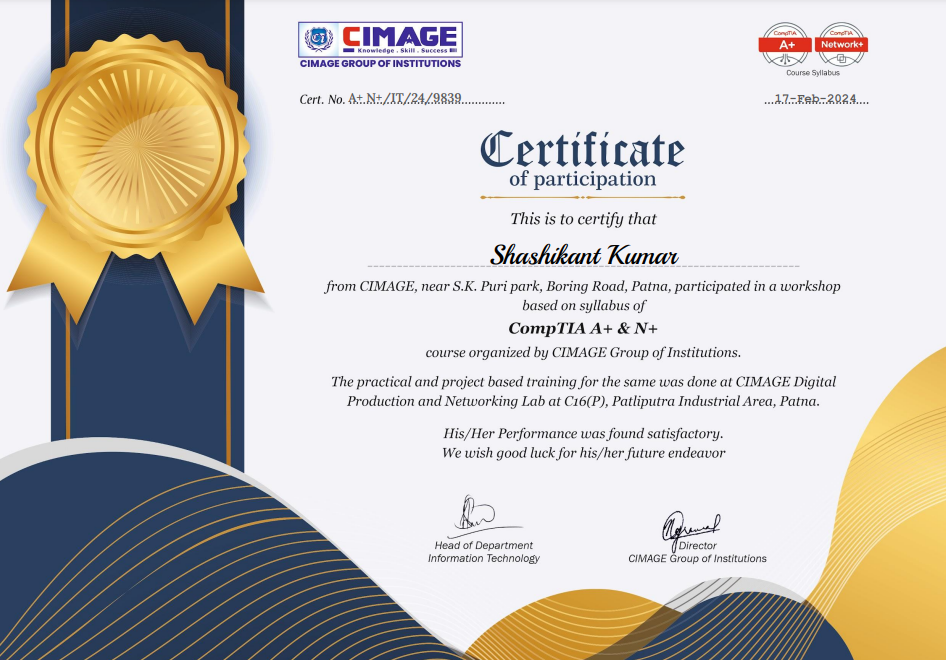 CIMAGE
Knowledge . Skill . Success
CIMAGE GROUP OF INSTITUTIONS
CompTIA A+
CompTIA Network+
Course Syllabus
Cert. No. A+ N+/IT/24/9839
17-Feb-2024
Certificate
of participation
This is to certify that
Shashikant Kumar
from CIMAGE, near S.K. Puri park, Boring Road, Patna, participated in a workshop
based on syllabus of
CompTIA A+ & N+
course organized by CIMAGE Group of Institutions.
The practical and project based training for the same was done at CIMAGE Digital
Production and Networking Lab at C16(P), Patliputra Industrial Area, Patna.
His/Her Performance was found satisfactory.
We wish good luck for his/her future endeavor
Head of Department
Information Technology
Director
CIMAGE Group of Institutions